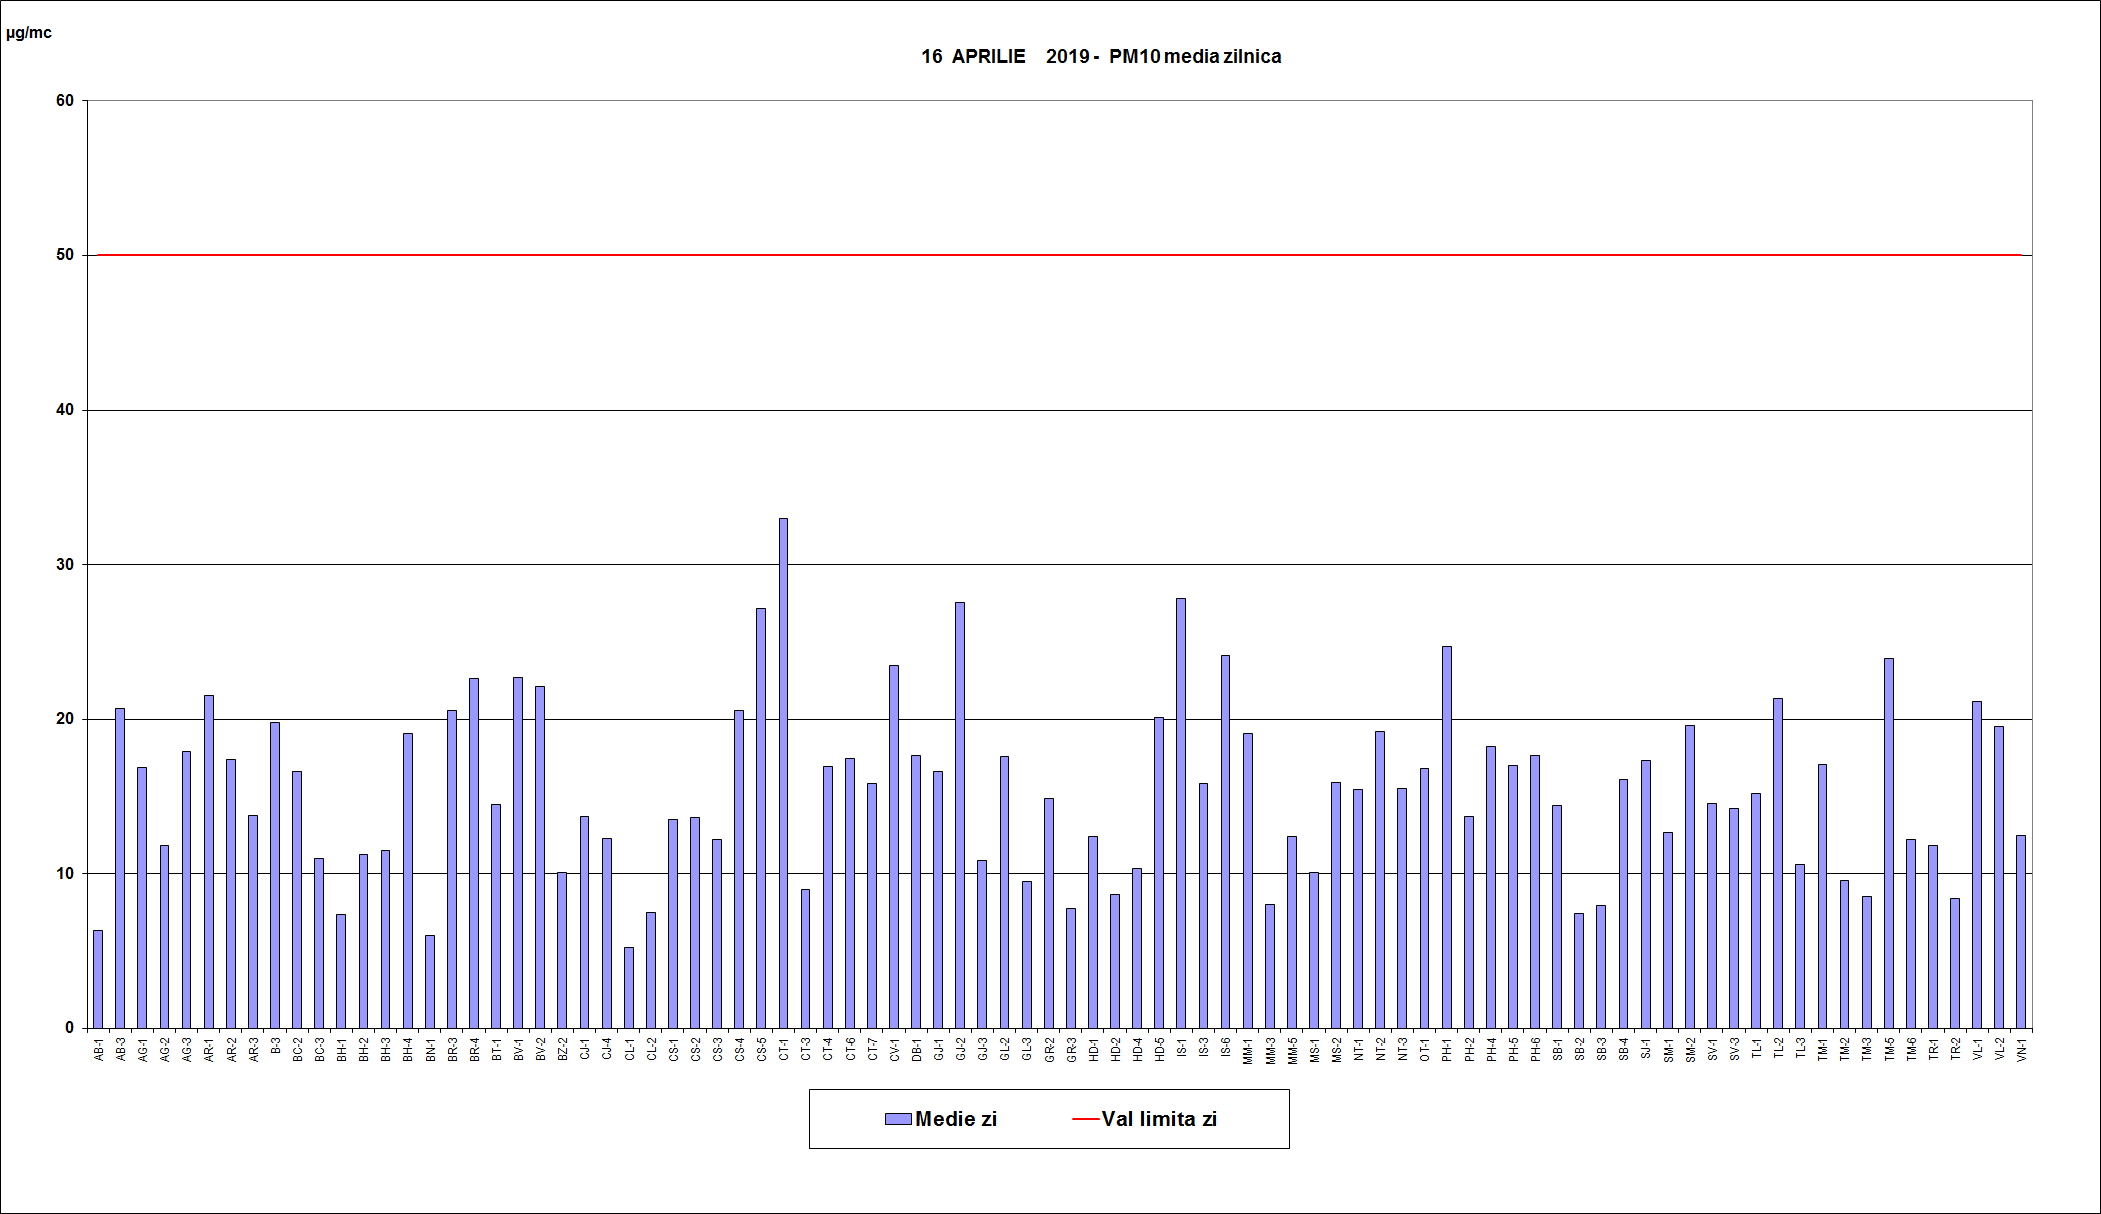 µg/mc
16 APRILIE 2019 - PM10 media zilnica
60
50
40
30
20
10
0
AB-1 AB-3 AG-1 AG-2 AG-3 AR-1 AR-2 AR-3 B-3 BC-2 BC-3 BH-1 BH-2 BH-3 BH-4 BN-1 BR-3 BR-4 BT-1 BV-1 BV-2 BZ-2 CJ-1 CJ-4 CL-1 CL-2 CS-1 CS-2 CS-3 CS-4 CS-5 CT-1 CT-3 CT-4 CT-6 CT-7 CV-1 DB-1 GJ-1 GJ-2 GJ-3 GL-2 GL-3 GR-2 GR-3 HD-1 HD-2 HD-4 HD-5 IS-1 IS-3 IS-6 MM-1 MM-3 MM-5 MS-1 MS-2 NT-1 NT-2 NT-3 OT-1 PH-1 PH-2 PH-4 PH-5 PH-6 SB-1 SB-2 SB-3 SB-4 SJ-1 SM-1 SM-2 SV-1 SV-3 TL-1 TL-2 TL-3 TM-1 TM-2 TM-3 TM-5 TM-6 TR-1 TR-2 VL-1 VL-2 VN-1
Medie zi Val limita zi